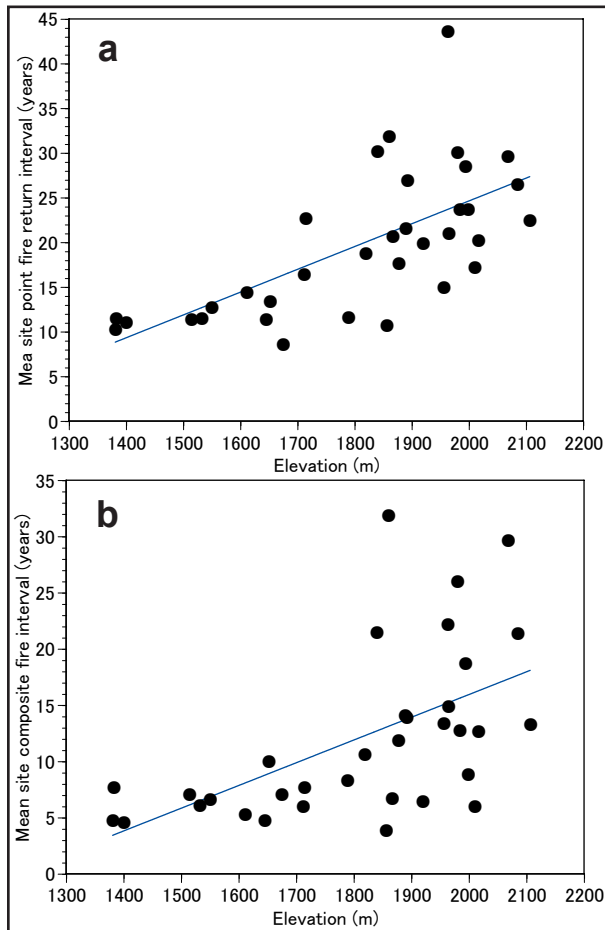 a
Mea site point fire return interval (years)
45
40
35
30
25
20
15
10
5
0
1300 1400 1500 1600 1700 1800 1900 2000 2100 2200
Elevation (m)
b
Mean site composite fire interval (years)
35
30
25
20
15
10
5
0
1300 1400 1500 1600 1700 1800 1900 2000 2100 2200
Elevation (m)